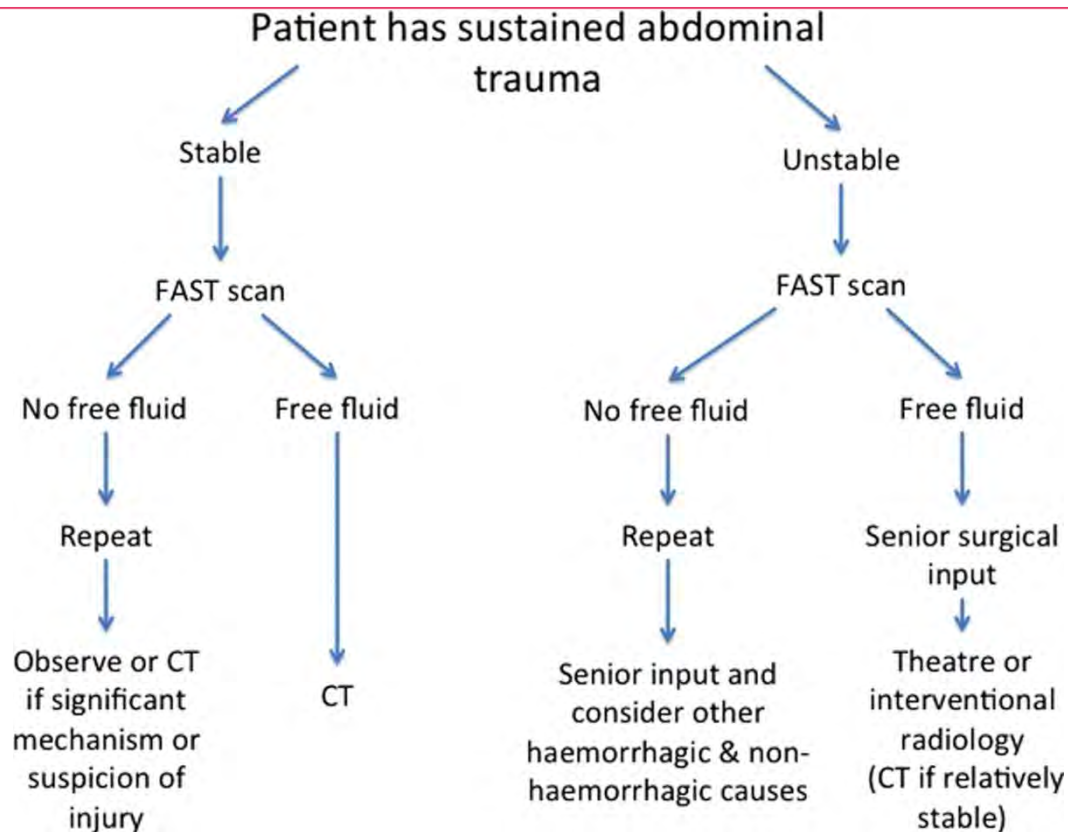 Patient has sustained abdominal
trauma
Stable
Unstable
FAST scan
FAST scan
No free fluid
Free fluid
No free fluid
Free fluid
Repeat
Repeat
Senior surgical
input
Observe or CT
if significant
mechanism or
suspicion of
injury
CT
Senior input and
consider other
haemorrhagic & non-
haemorrhagic causes
Theatre or
interventional
radiology
(CT if relatively
stable)